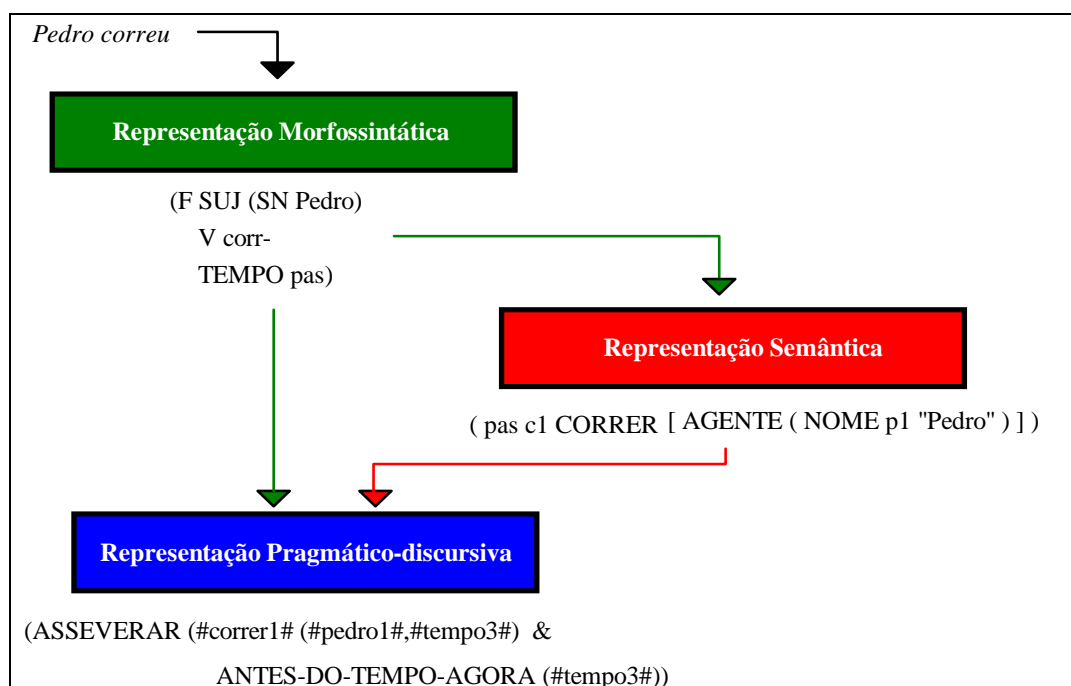 Pedro correu
Representação Morfossintática
(F SUJ (SN Pedro)
V corr-
TEMPO pas)
Representação Semântica
( pas c1 CORRER [ AGENTE ( NOME p1 "Pedro" ) ] )
Representação Pragmático-discursiva
(ASSEVERAR (#correr1# (#pedro1#,#tempo3#) &
ANTES-DO-TEMPO-AGORA (#tempo3#))